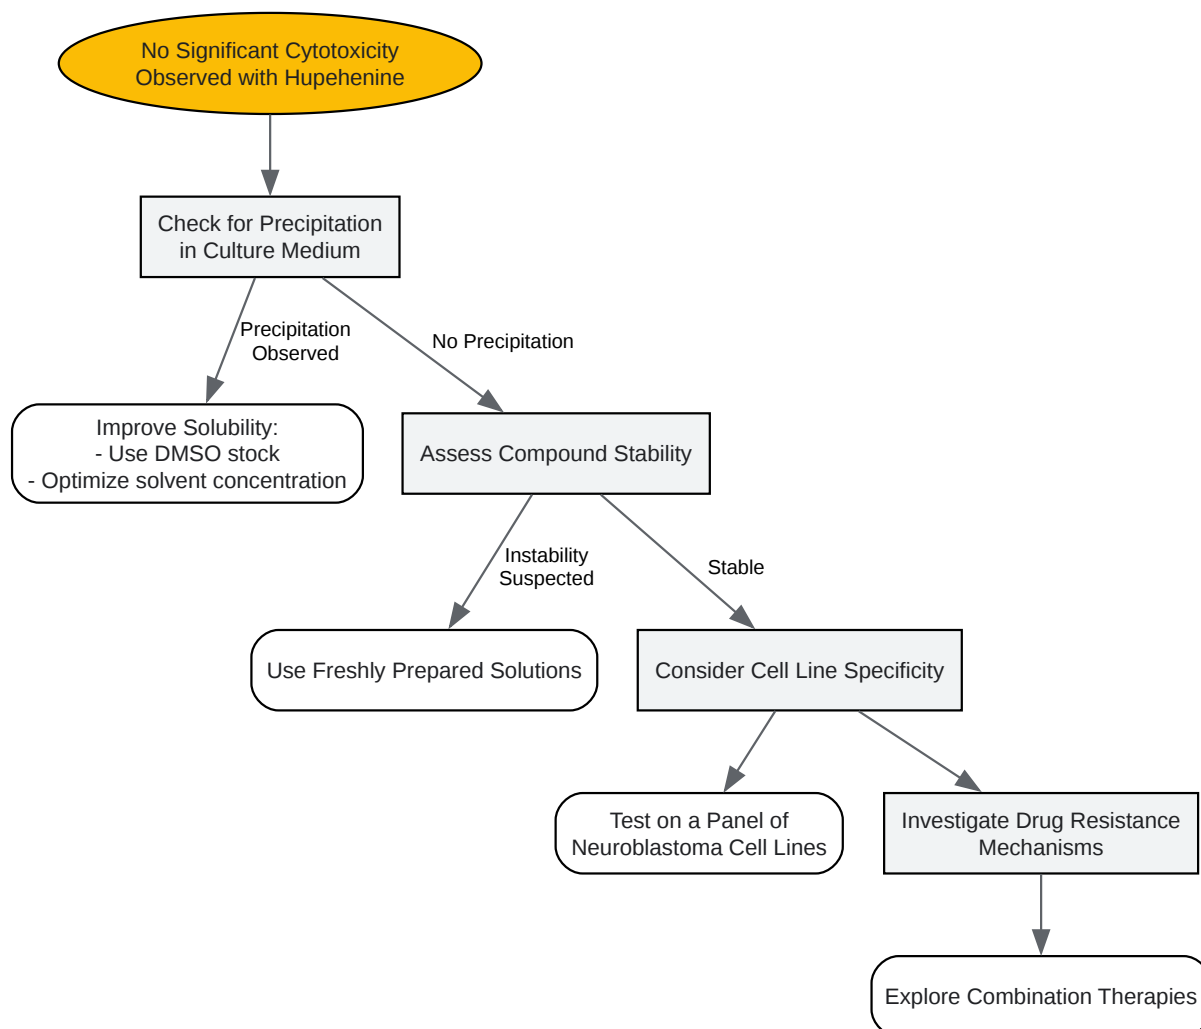 No Significant Cytotoxicity
Observed with Hupehenine
Check for Precipitation
in Culture Medium
Precipitation
Observed
No Precipitation
Improve Solubility:
- Use DMSO stock
- Optimize solvent concentration
Assess Compound Stability
Instability
Suspected
Stable
Use Freshly Prepared Solutions
Consider Cell Line Specificity
Test on a Panel of
Neuroblastoma Cell Lines
Investigate Drug Resistance
Mechanisms
Explore Combination Therapies